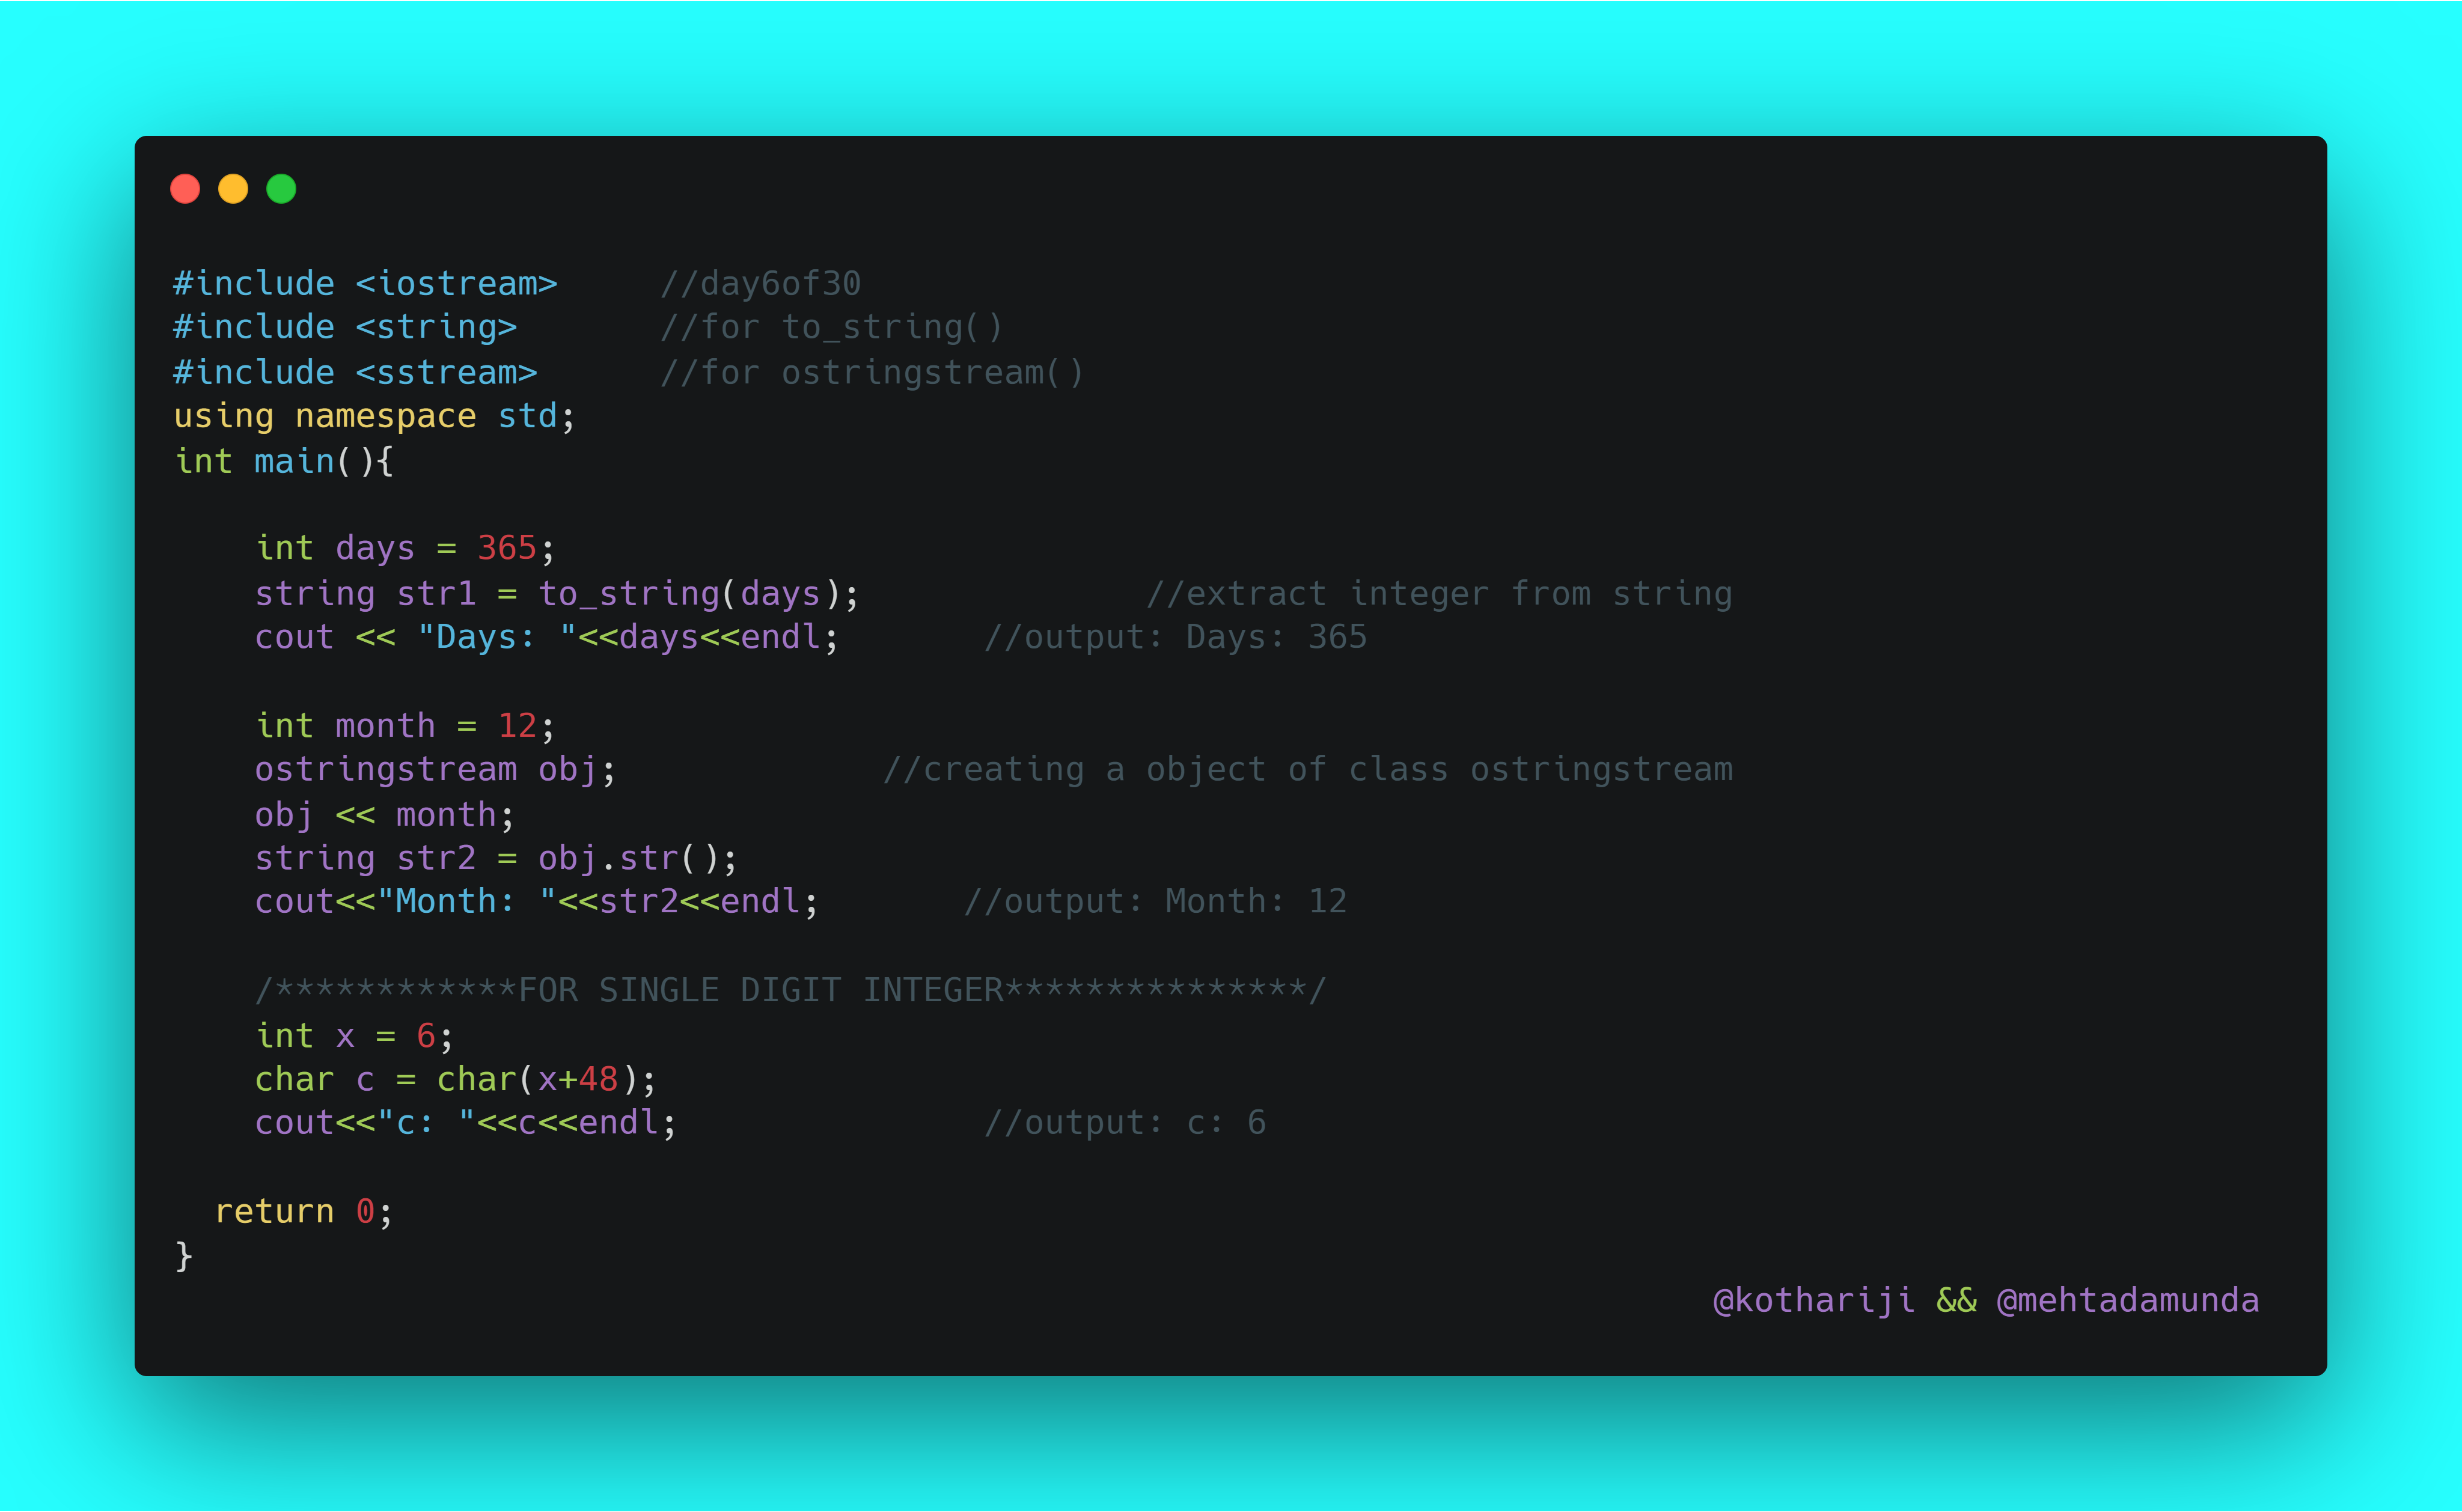 #include <iostream>     //day6of30
#include <string>       //for to_string()
#include <sstream>      //for ostringstream()
using namespace std;
int main(){
    int days = 365;
    string str1 = to_string(days);              //extract integer from string
    cout << "Days: "<<days<<endl;       //output: Days: 365
    int month = 12;
    ostringstream obj;             //creating a object of class ostringstream
    obj << month;
    string str2 = obj.str();
    cout<<"Month: "<<str2<<endl;       //output: Month: 12
    /************FOR SINGLE DIGIT INTEGER***************/
    int x = 6;
    char c = char(x+48);
    cout<<"c: "<<c<<endl;               //output: c: 6
  return 0;
}
@kothariji && @mehtadamunda